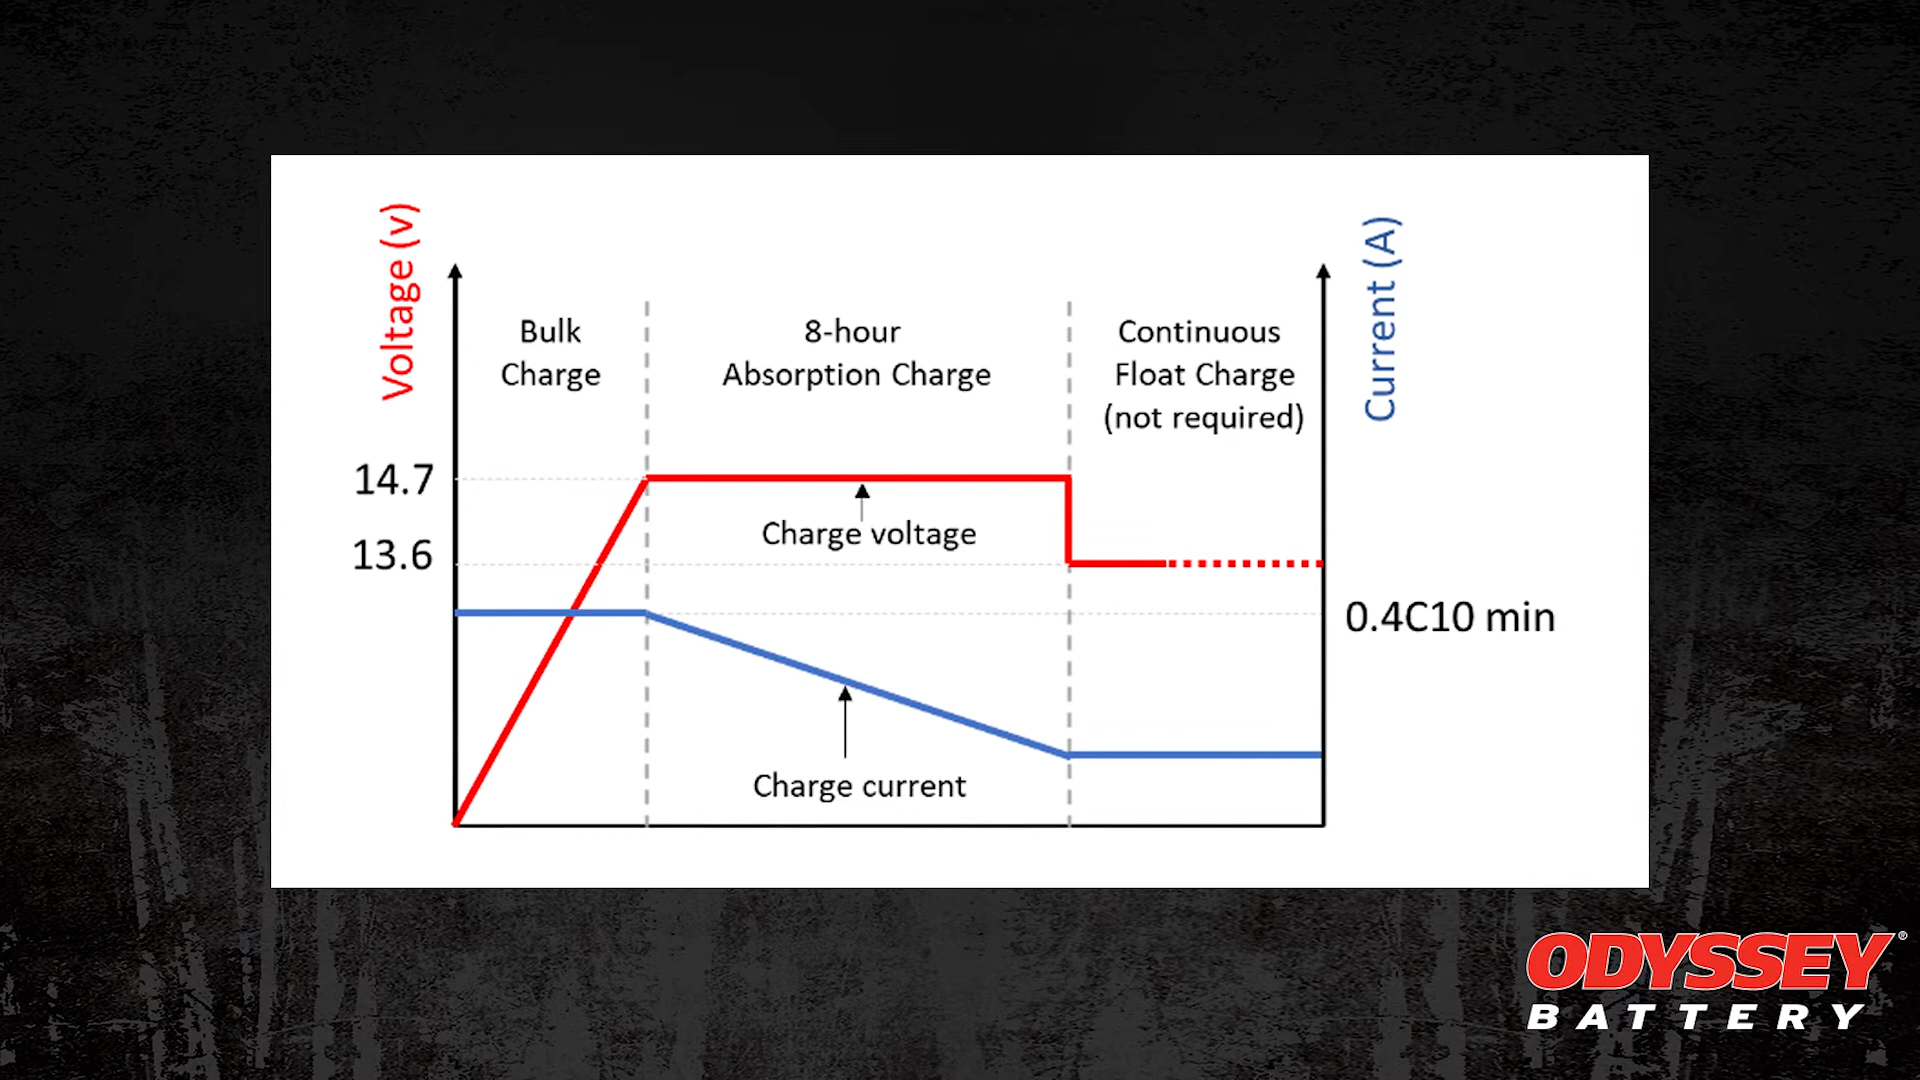 Voltage (v)
Current (A)
Bulk
Charge
8-hour
Absorption Charge
Continuous
Float Charge
(not required)
14.7
Charge voltage
13.6
0.4C10 min
Charge current
ODYSSEY®
BATTERY